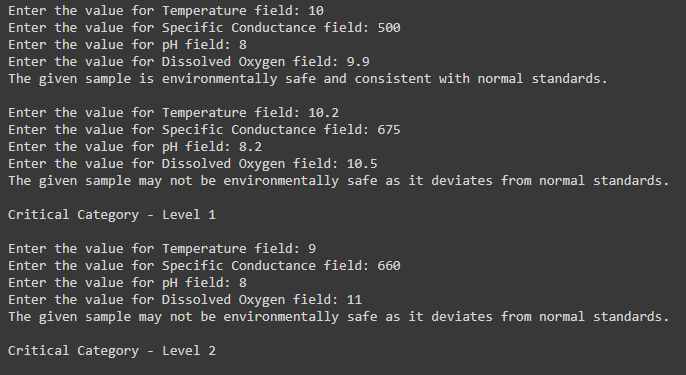 Enter the value for Temperature field: 10
Enter the value for Specific Conductance field: 500
Enter the value for pH field: 8
Enter the value for Dissolved Oxygen field: 9.9
The given sample is environmentally safe and consistent with normal standards.
Enter the value for Temperature field: 10.2
Enter the value for Specific Conductance field: 675
Enter the value for pH field: 8.2
Enter the value for Dissolved Oxygen field: 10.5
The given sample may not be environmentally safe as it deviates from normal standards.
Critical Category - Level 1
Enter the value for Temperature field: 9
Enter the value for Specific Conductance field: 660
Enter the value for pH field: 8
Enter the value for Dissolved Oxygen field: 11
The given sample may not be environmentally safe as it deviates from normal standards.
Critical Category - Level 2